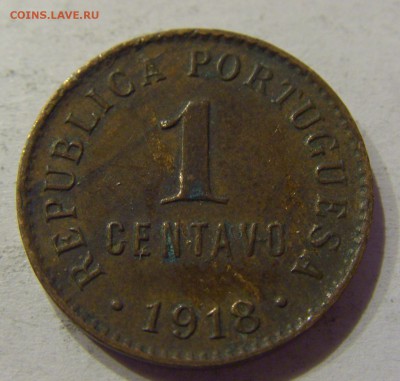 COINS.LAVE.RU
REPUBLICA PORTUGUESA
1
CENTAVO
· 1918 ·